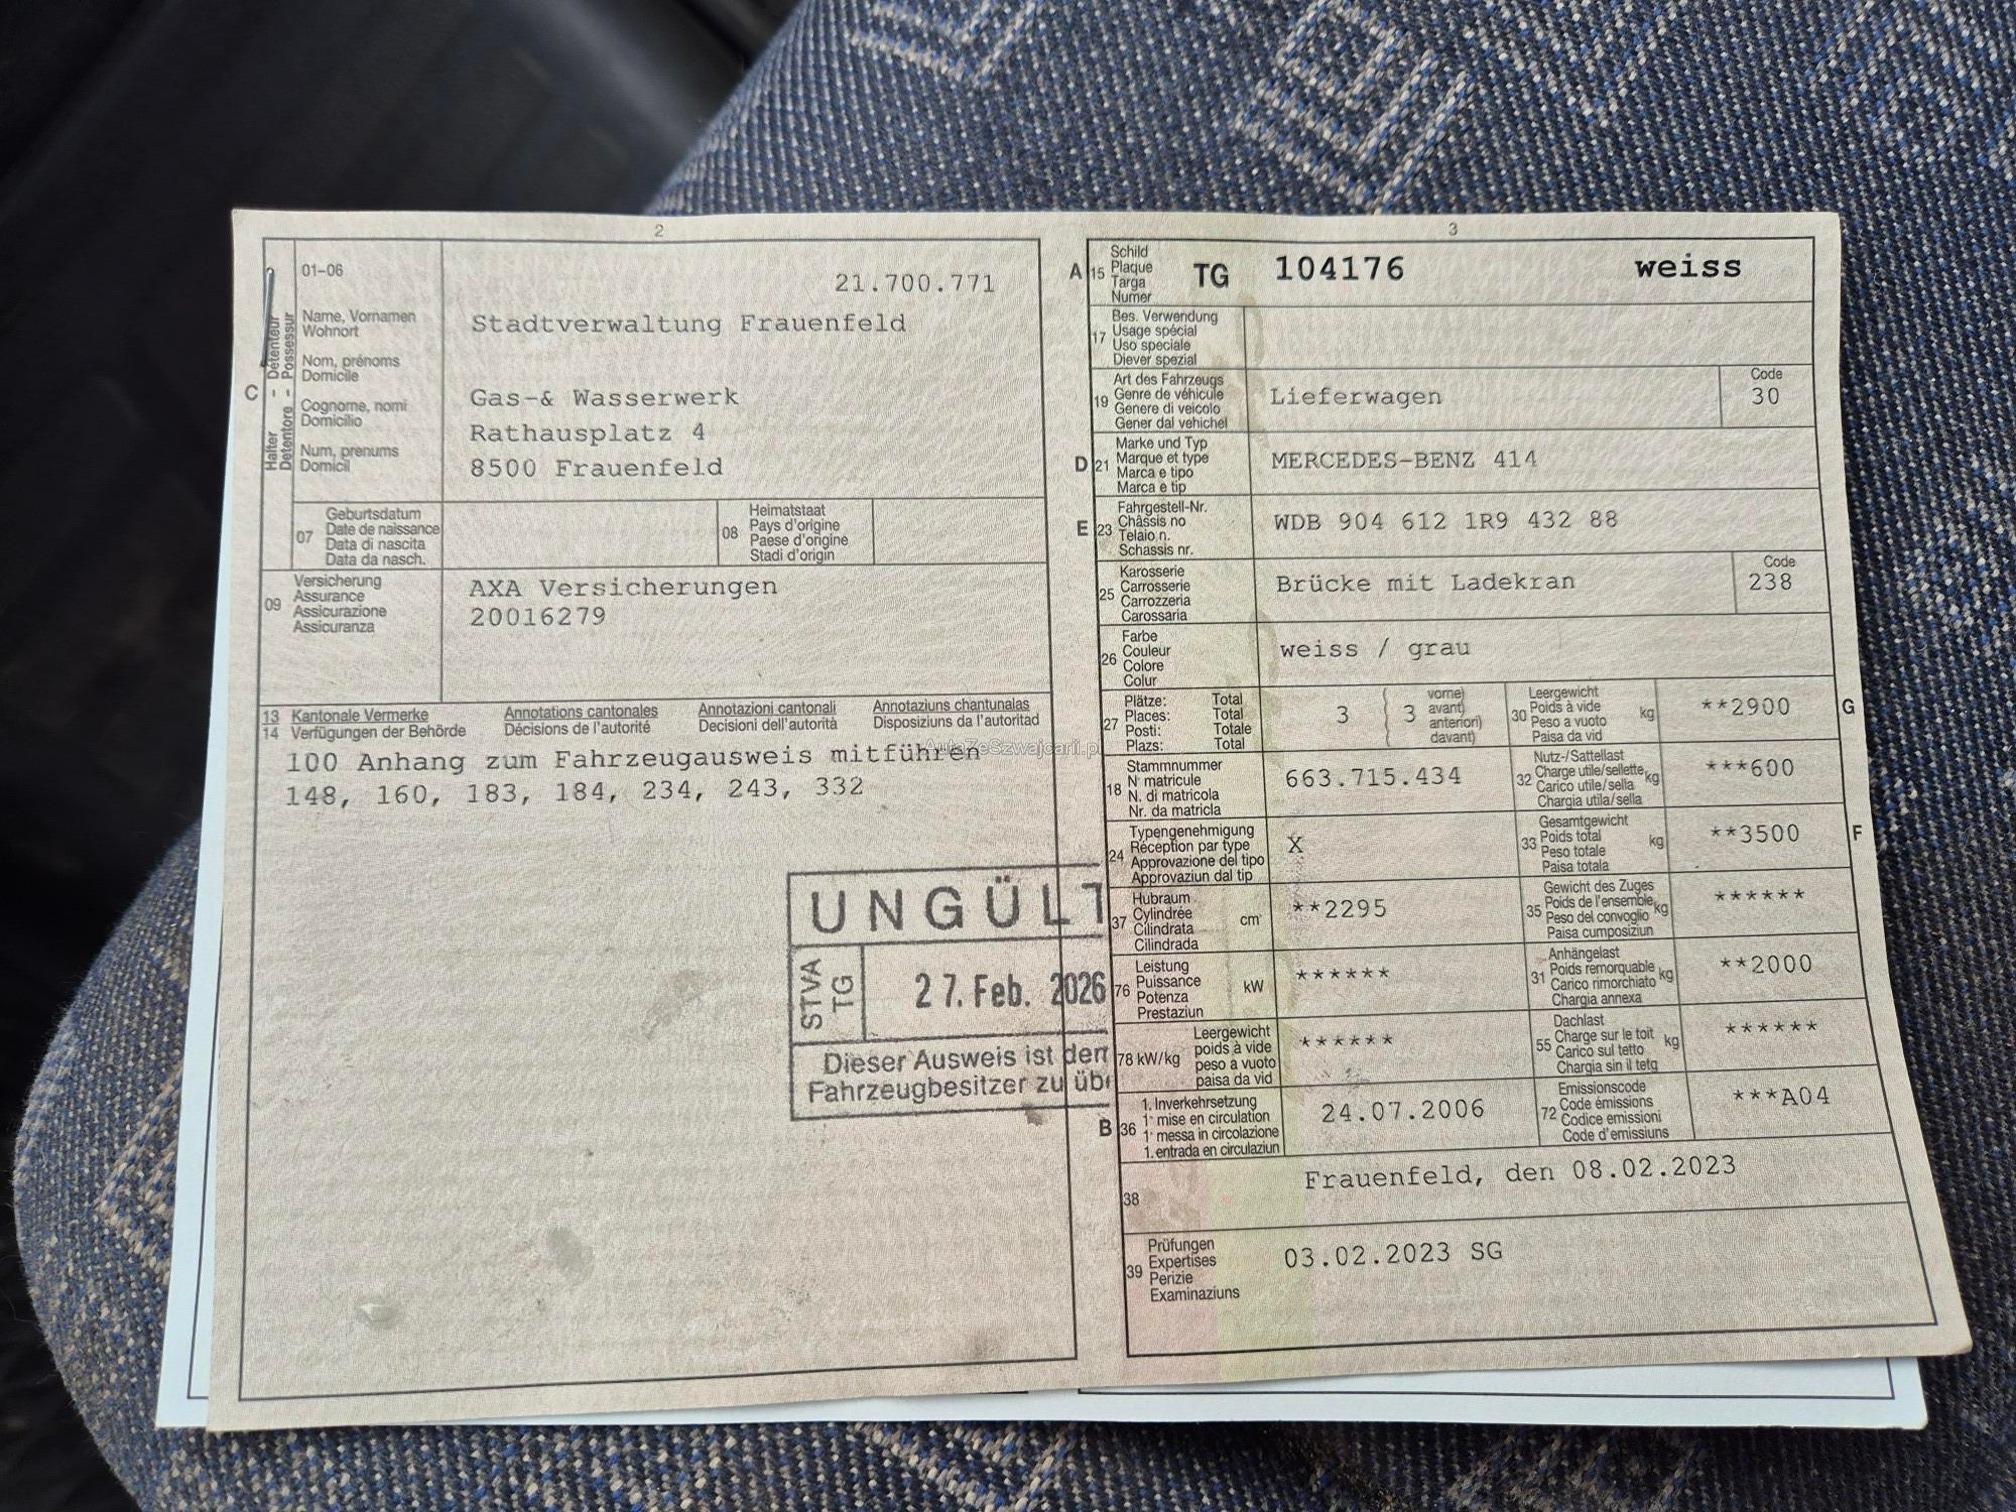 2
01-06
21.700.771
Halter - Détenteur
Detentore - Possessur
C
Name, Vornamen
Wohnort
Stadtverwaltung Frauenfeld
Nom, prénoms
Domicile
Cognome, nomi
Domicilio
Gas-& Wasserwerk
Rathausplatz 4
Num, prenums
Domicil
8500 Frauenfeld
07
Geburtsdatum
Date de naissance
Data di nascita
Data da nasch.
08
Heimatstaat
Pays d'origine
Paese d'origine
Stadi d'origin
09
Versicherung
Assurance
Assicurazione
Assicuranza
AXA Versicherungen
20016279
13 Kantonale Vermerke Annotations cantonales Annotazioni cantonali Annotaziuns chantunalas
14 Verfügungen der Behörde Décisions de l'autorité Decisioni dell'autorità Disposiziuns da l'autoritad
AutoZeSzwajcarii.pl
100 Anhang zum Fahrzeugausweis mitführen
148, 160, 183, 184, 234, 243, 332
UNGÜLT
STVA
TG
27. Feb. 2026
Dieser Ausweis ist dem
Fahrzeugbesitzer zu übe
3
A
15
Schild
Plaque
Targa
Numer
TG 104176 weiss
17
Bes. Verwendung
Usage spécial
Uso speciale
Diever spezial
19
Art des Fahrzeugs
Genre de véhicule
Genere di veicolo
Gener dal vehichel
Lieferwagen
Code
30
D
21
Marke und Typ
Marque et type
Marca e tipo
Marca e tip
MERCEDES-BENZ 414
E
23
Fahrgestell-Nr.
Châssis no
Telaio n.
Schassis nr.
WDB 904 612 1R9 432 88
25
Karosserie
Carrosserie
Carrozzeria
Carossaria
Brücke mit Ladekran
Code
238
26
Farbe
Couleur
Colore
Colur
weiss / grau
27
Plätze: Total
Places: Total
Posti: Totale
Plazs: Total
3
3
vorne)
avant)
anteriori)
davant)
30
Leergewicht
Poids à vide
Peso a vuoto
Paisa da vid
kg
**2900
G
18
Stammnummer
N° matricule
N. di matricola
Nr. da matricla
663.715.434
32
Nutz-/Sattellast
Charge utile/sellette
Carico utile/sella
Chargia utila/sella
kg
***600
24
Typengenehmigung
Réception par type
Approvazione del tipo
Approvaziun dal tip
X
33
Gesamtgewicht
Poids total
Peso totale
Paisa totala
kg
**3500
F
37
Hubraum
Cylindrée
Cilindrata
Cilindrada
cm³
**2295
35
Gewicht des Zuges
Poids de l'ensemble
Peso del convoglio
Paisa cumposiziun
kg
******
76
Leistung
Puissance
Potenza
Prestaziun
kW
******
31
Anhängelast
Poids remorquable
Carico rimorchiato
Chargia annexa
kg
**2000
78 kW/kg
Leergewicht
poids à vide
peso a vuoto
paisa da vid
******
55
Dachlast
Charge sur le toit
Carico sul tetto
Chargia sin il tetg
kg
******
B
36
1. Inverkehrsetzung
1ʳᵉ mise en circulation
1ᵃ messa in circolazione
1. entrada en circulaziun
24.07.2006
72
Emissionscode
Code émissions
Codice emissioni
Code d'emissiuns
***A04
38
Frauenfeld, den 08.02.2023
39
Prüfungen
Expertises
Perizie
Examinaziuns
03.02.2023 SG